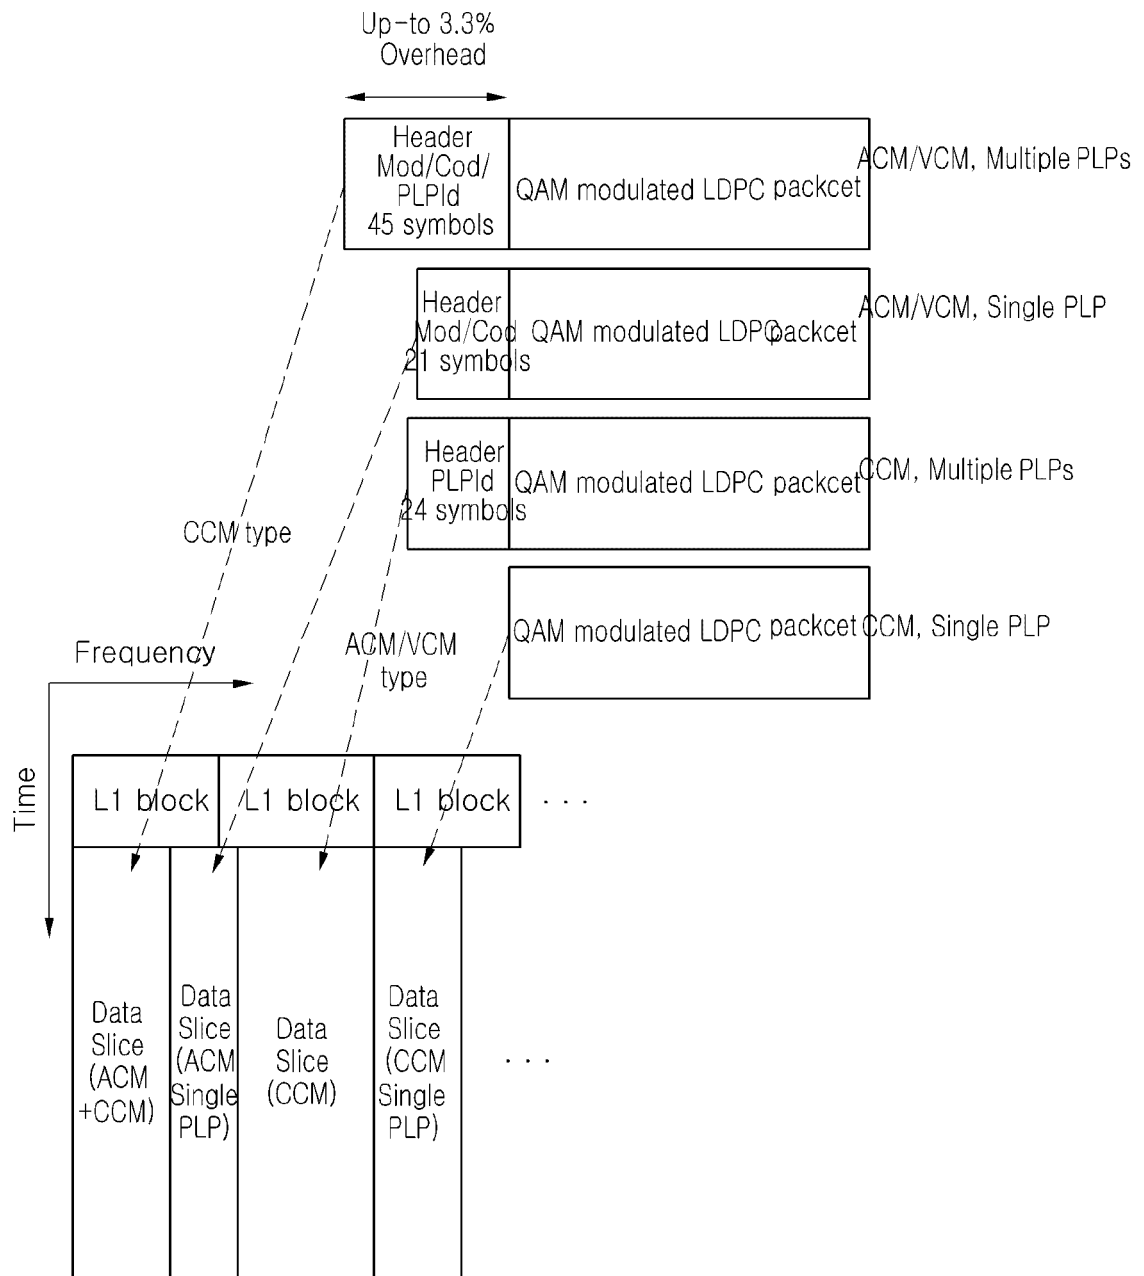 Up-to 3.3%
Overhead
Header
Mod/Cod/
PLPId
45 symbols
QAM modulated LDPC packcet
ACM/VCM, Multiple PLPs
Header
Mod/Cod
21 symbols
QAM modulated LDPC packcet
ACM/VCM, Single PLP
Header
PLPId
24 symbols
QAM modulated LDPC packcet
CCM, Multiple PLPs
CCM type
QAM modulated LDPC packcet
CCM, Single PLP
ACM/VCM
type
Frequency
Time
L1 block
L1 block
L1 block
. . .
Data
Slice
(ACM
+CCM)
Data
Slice
(ACM
Single
PLP)
Data
Slice
(CCM)
Data
Slice
(CCM
Single
PLP)
. . .